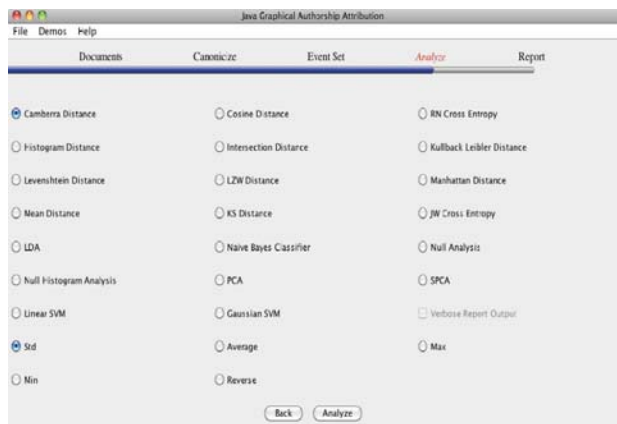 Java Graphical Authorship Attribution
File Demos Help
Documents Canonicize Event Set Analyze Report
Camberra Distance Cosine Distance RN Cross Entropy
Histogram Distance Intersection Distance Kullback Leibler Distance
Levenshtein Distance LZW Distance Manhattan Distance
Mean Distance KS Distance JW Cross Entropy
LDA Naive Bayes Classifier Null Analysis
Null Histogram Analysis PCA SPCA
Linear SVM Gaussian SVM Verbose Report Output
Std Average Max
Min Reverse
Back Analyze